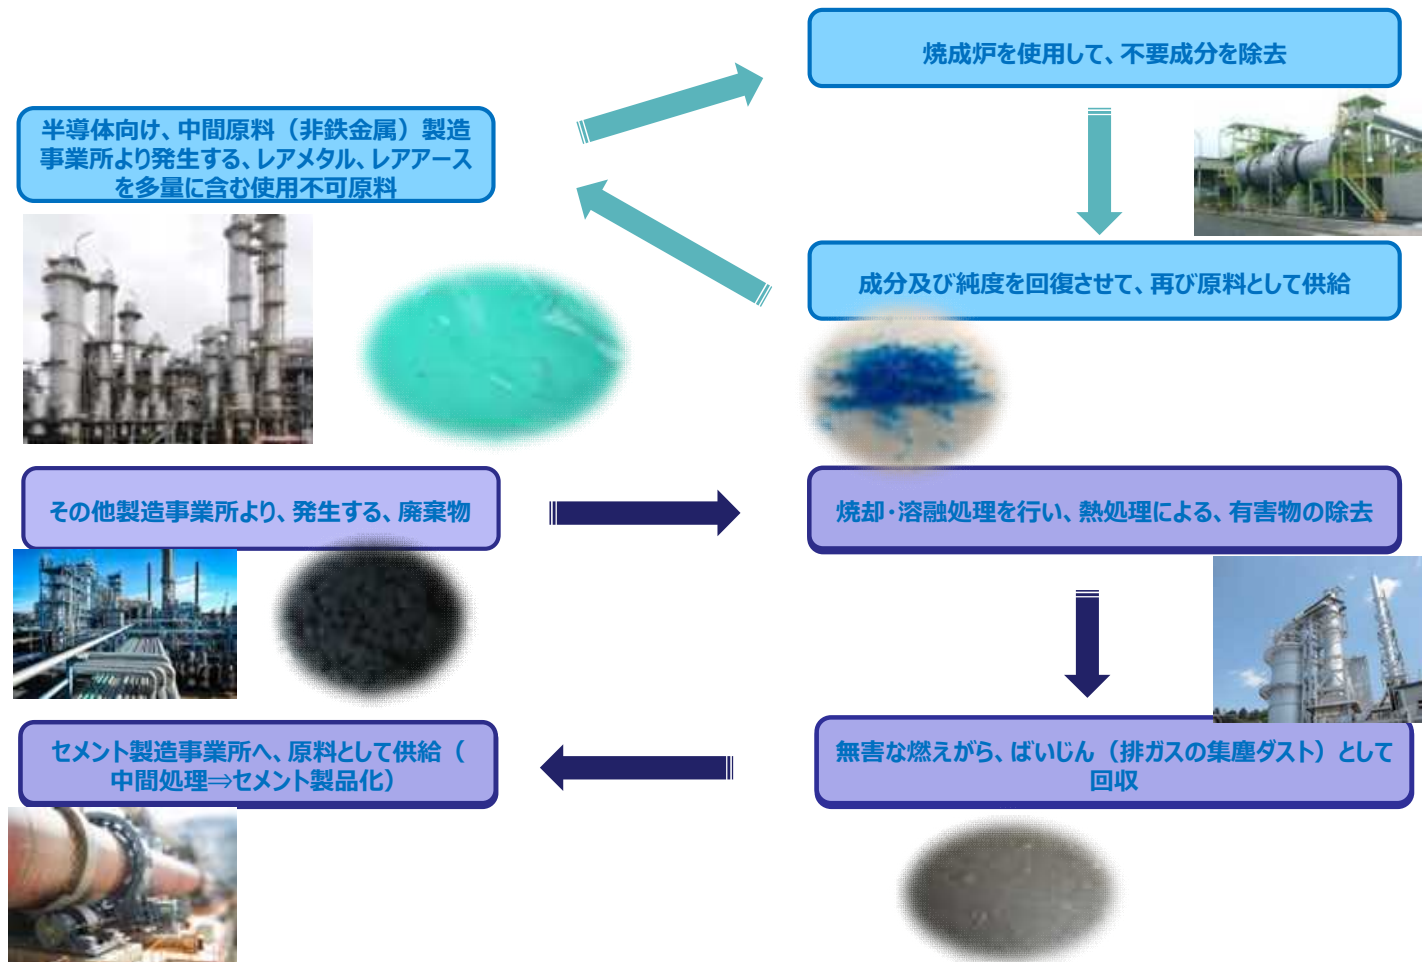 焼成炉を使用して、不要成分を除去
半導体向け、中間原料（非鉄金属）製造
事業所より発生する、レアメタル、レアアース
を多量に含む使用不可原料
成分及び純度を回復させて、再び原料として供給
その他製造事業所より、発生する、廃棄物
焼却・溶融処理を行い、熱処理による、有害物の除去
セメント製造事業所へ、原料として供給（
中間処理⇒セメント製品化）
無害な燃えがら、ばいじん（排ガスの集塵ダスト）として
回収